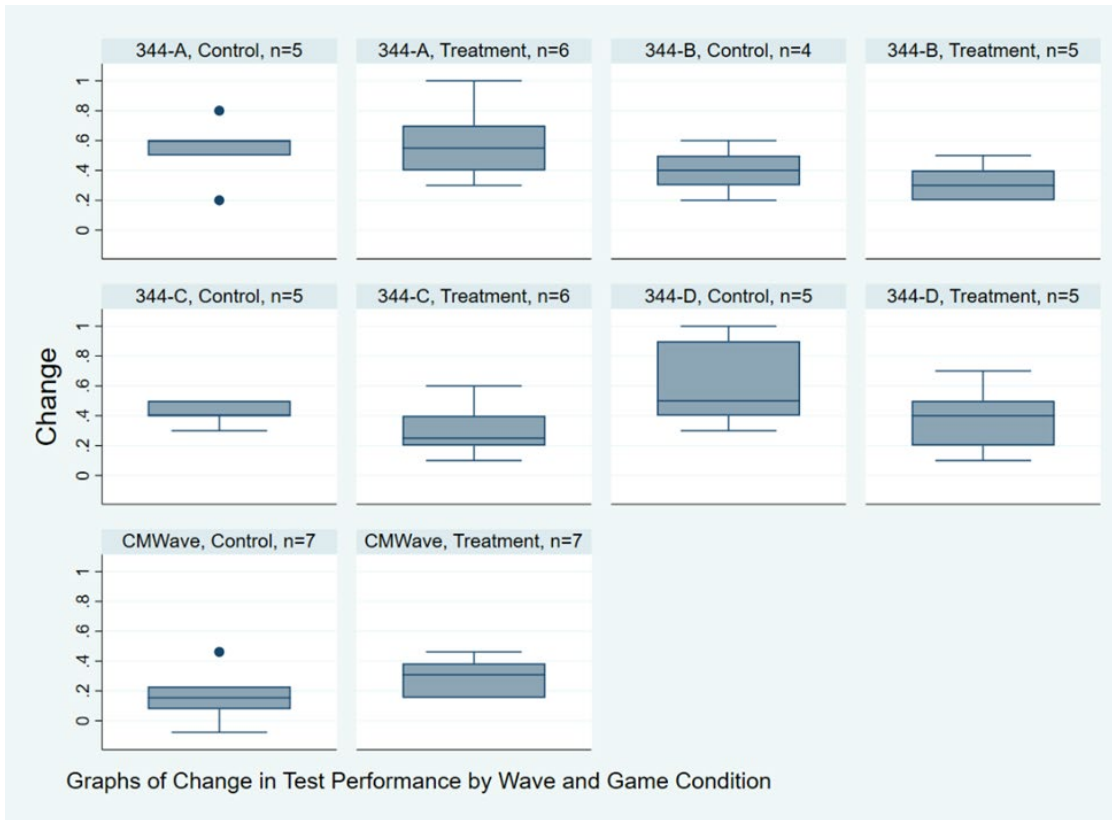 344-A, Control, n=5
344-A, Treatment, n=6
344-B, Control, n=4
344-B, Treatment, n=5
1
.8
.6
.4
.2
0
344-C, Control, n=5
344-C, Treatment, n=6
344-D, Control, n=5
344-D, Treatment, n=5
1
.8
.6
.4
.2
0
Change
CMWave, Control, n=7
CMWave, Treatment, n=7
1
.8
.6
.4
.2
0
Graphs of Change in Test Performance by Wave and Game Condition